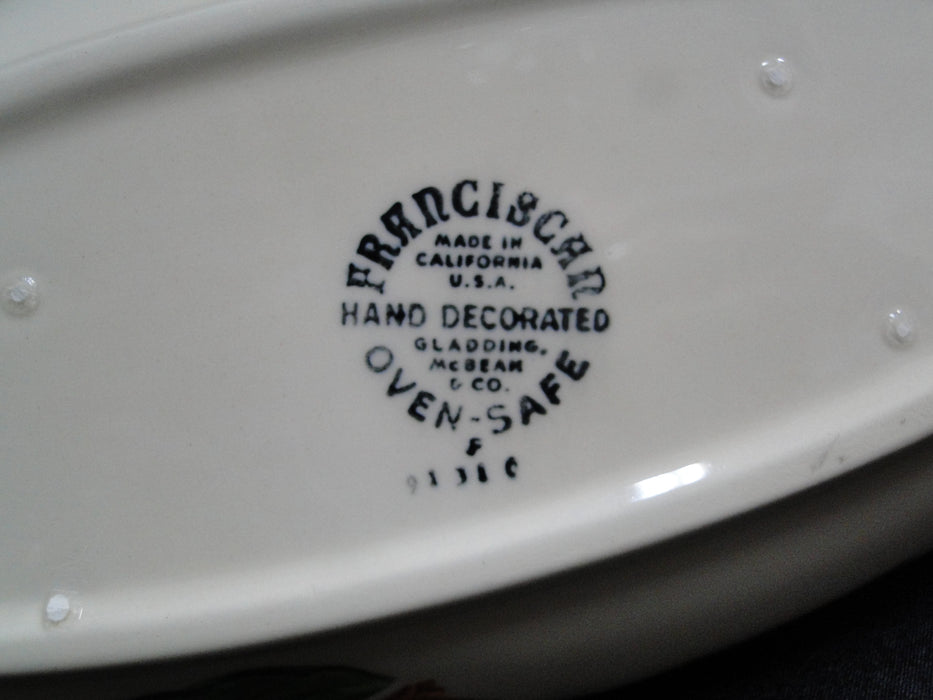 FRANCISCAN
MADE IN
CALIFORNIA
U.S.A.
HAND DECORATED
GLADDING,
McBEAN
& CO.
OVEN-SAFE
F